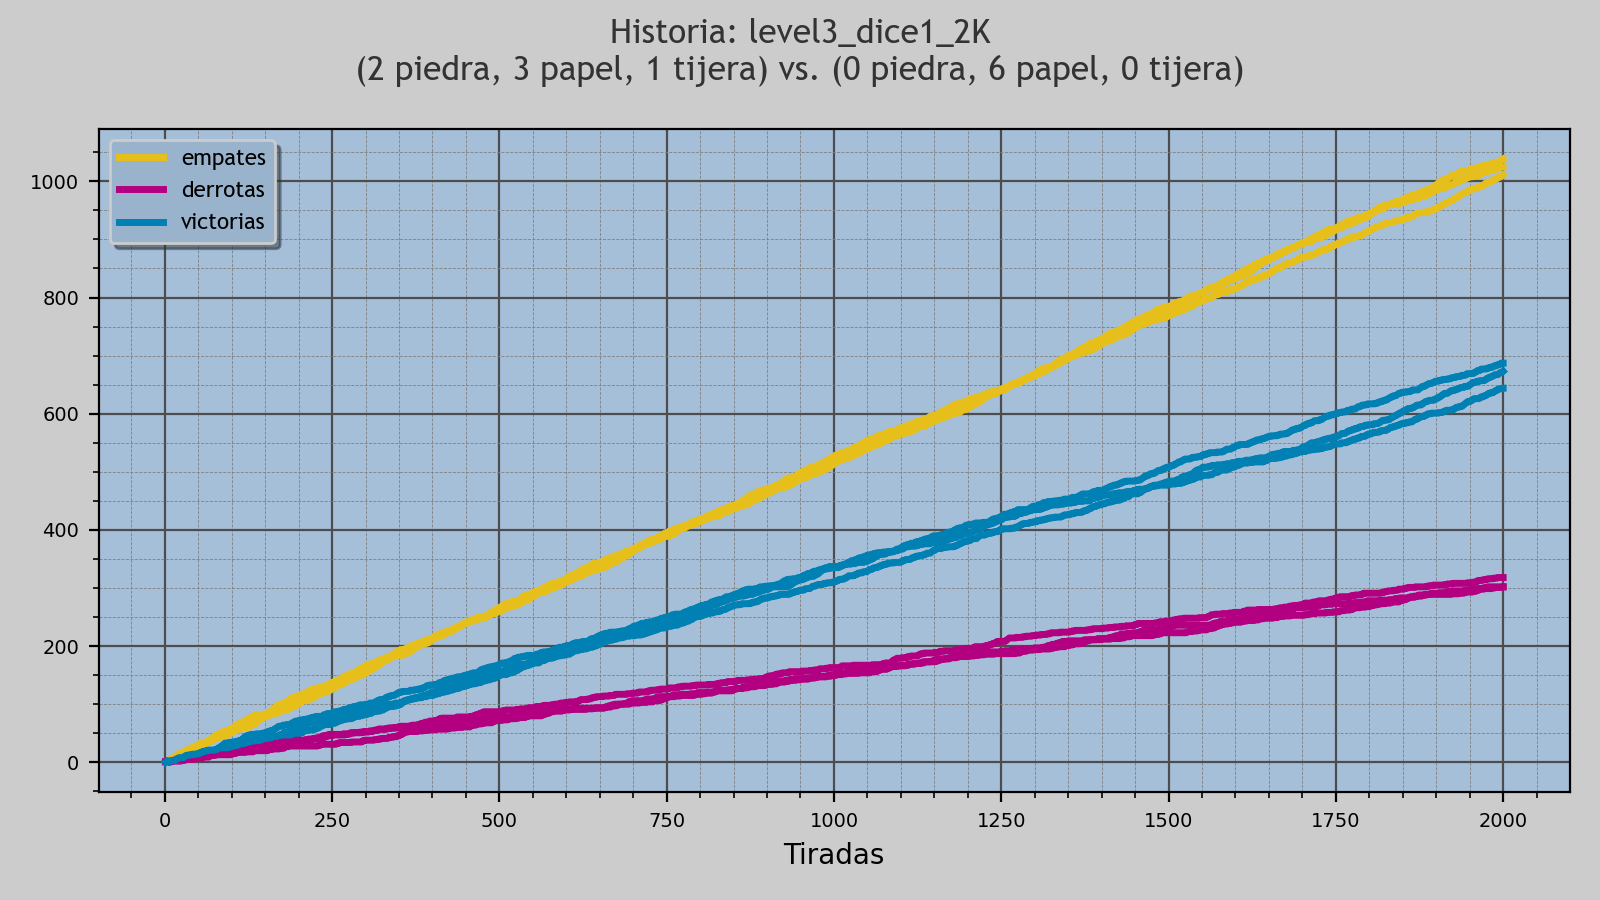 Historia: level3_dice1_2K
(2 piedra, 3 papel, 1 tijera) vs. (0 piedra, 6 papel, 0 tijera)
empates
derrotas
victorias
1000
800
600
400
200
0
0 250 500 750 1000 1250 1500 1750 2000
Tiradas